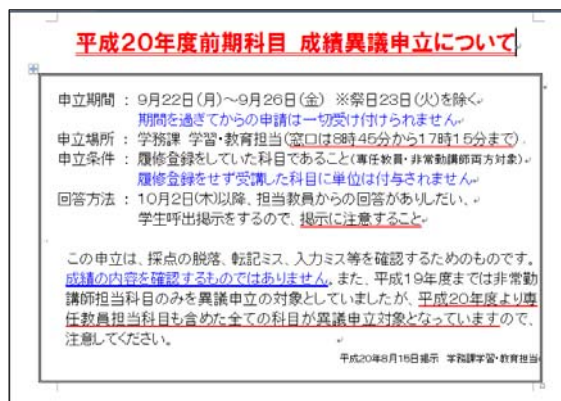 平成20年度前期科目 成績異議申立について
申立期間 : 9月22日(月)~9月26日(金) ※祭日23日(火)を除く
期間を過ぎてからの申請は一切受け付けられません
申立場所 : 学務課 学習・教育担当(窓口は8時45分から17時15分まで)
申立条件 : 履修登録をしていた科目であること(専任教員・非常勤講師両方対象)
履修登録をせず受講した科目に単位は付与されません
回答方法 : 10月2日(木)以降、担当教員からの回答がありしだい、
学生呼出掲示をするので、掲示に注意すること
この申立は、採点の脱落、転記ミス、入力ミス等を確認するためのものです。
成績の内容を確認するものではありません。また、平成19年度までは非常勤
講師担当科目のみを異議申立の対象としていましたが、平成20年度より専
任教員担当科目も含めた全ての科目が異議申立対象となっていますので、
注意してください。
平成20年8月15日掲示 学務課学習・教育担当